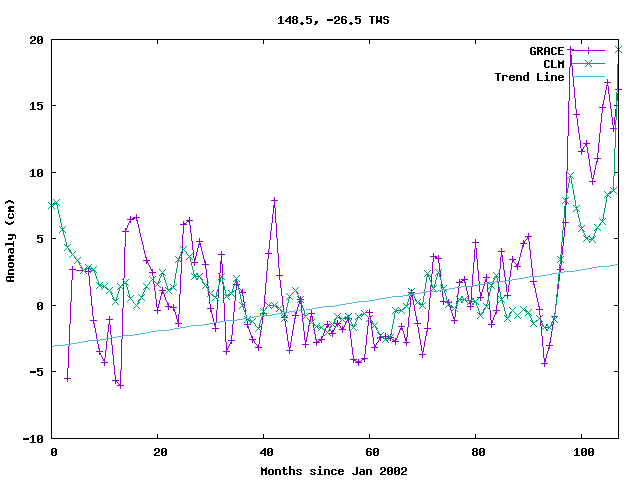 148.5, -26.5 TWS
GRACE
CLM
Trend Line
20
15
10
5
0
-5
-10
Anomaly (cm)
0 20 40 60 80 100
Months since Jan 2002